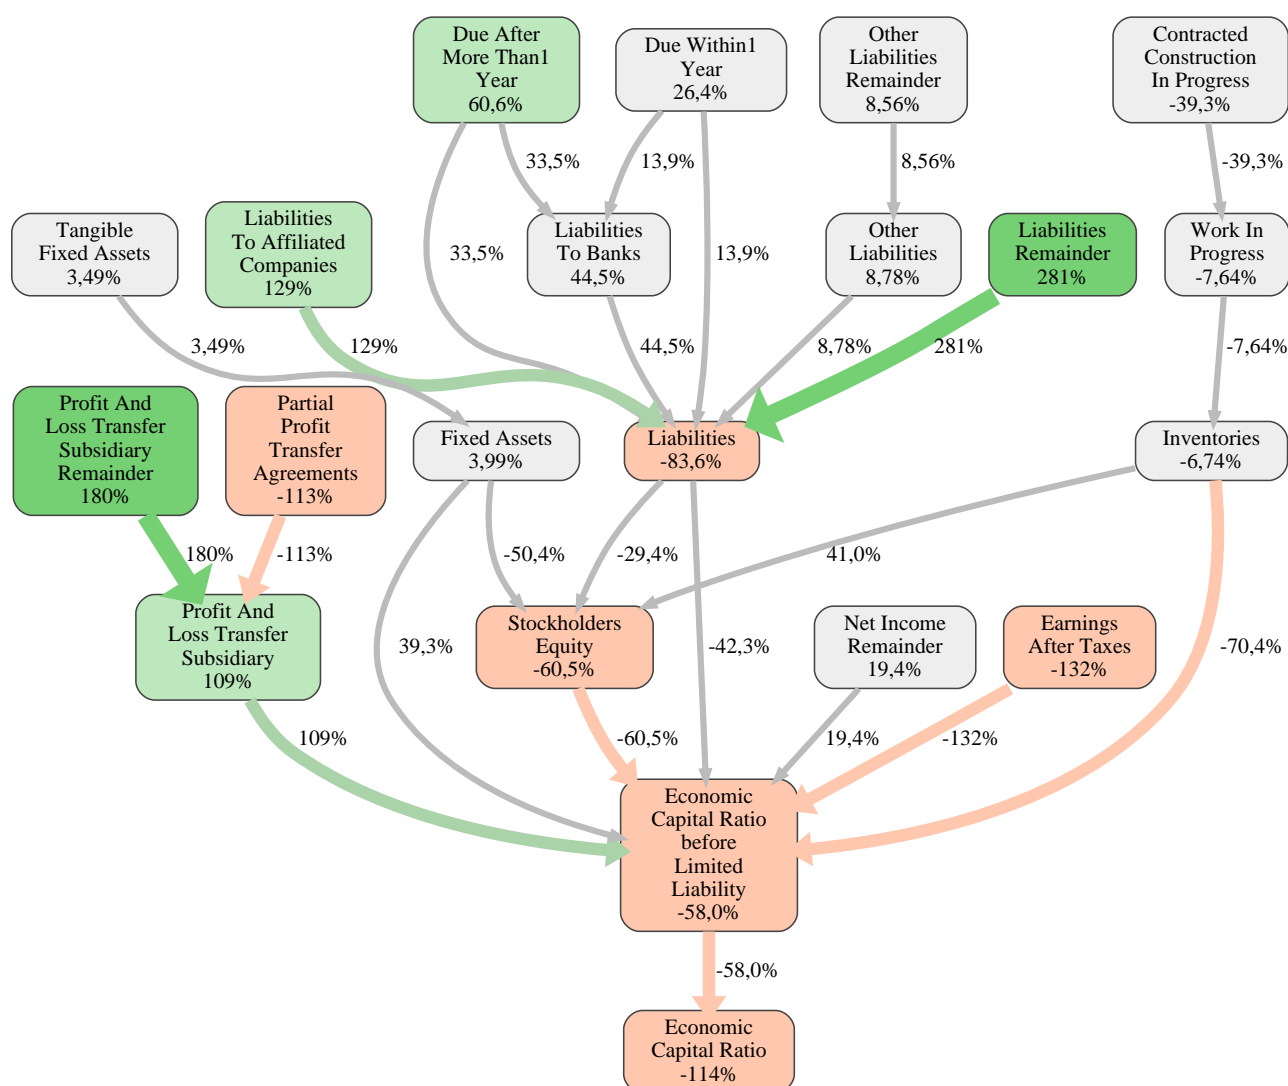 Due After
More Than1
Year
60,6%
Due Within1
Year
26,4%
Other
Liabilities
Remainder
8,56%
Contracted
Construction
In Progress
-39,3%
33,5%
13,9%
8,56%
-39,3%
Tangible
Fixed Assets
3,49%
Liabilities
To Affiliated
Companies
129%
33,5%
Liabilities
To Banks
44,5%
13,9%
Other
Liabilities
8,78%
Liabilities
Remainder
281%
Work In
Progress
-7,64%
3,49%
129%
44,5%
8,78%
281%
-7,64%
Profit And
Loss Transfer
Subsidiary
Remainder
180%
Partial
Profit
Transfer
Agreements
-113%
Fixed Assets
3,99%
Liabilities
-83,6%
Inventories
-6,74%
180%
-113%
-50,4%
-29,4%
41,0%
Profit And
Loss Transfer
Subsidiary
109%
39,3%
Stockholders
Equity
-60,5%
-42,3%
Net Income
Remainder
19,4%
Earnings
After Taxes
-132%
-70,4%
109%
-60,5%
19,4%
-132%
Economic
Capital Ratio
before
Limited
Liability
-58,0%
-58,0%
Economic
Capital Ratio
-114%